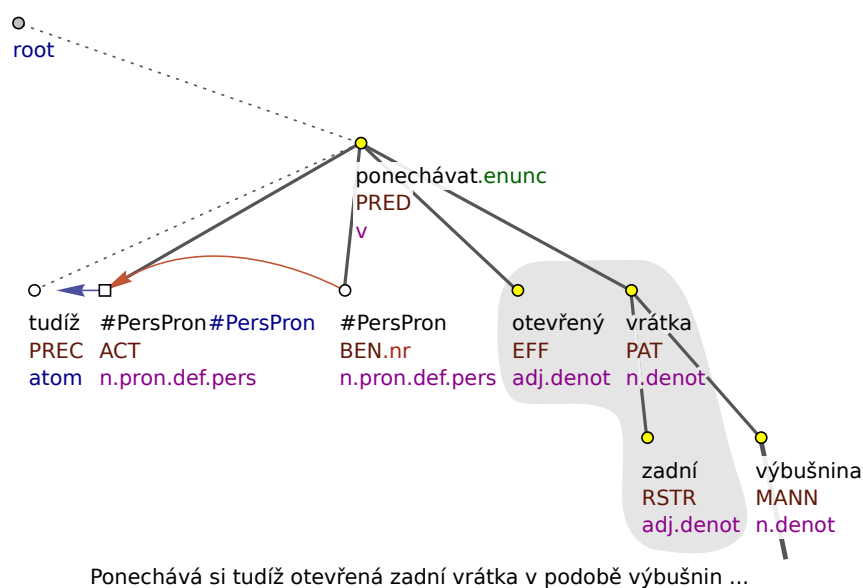 root
ponechávat.enunc
PRED
v
tudíž #PersPron#PersPron #PersPron otevřený vrátka
PREC ACT BEN.nr EFF PAT
atom n.pron.def.pers n.pron.def.pers adj.denot n.denot
zadní výbušnina
RSTR MANN
adj.denot n.denot
Ponechává si tudíž otevřená zadní vrátka v podobě výbušnin ...